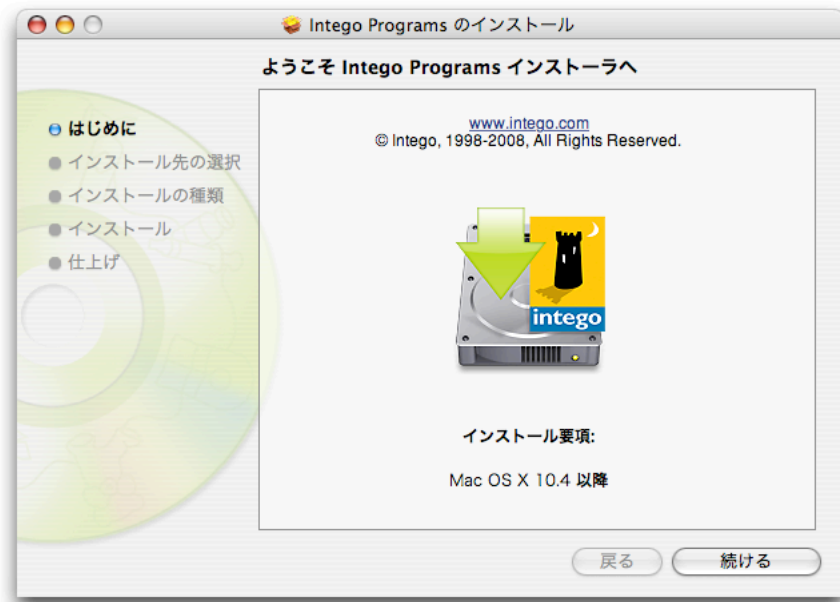 Intego Programs のインストール
ようこそ Intego Programs インストーラへ
はじめに
インストール先の選択
インストールの種類
インストール
仕上げ
www.intego.com
© Intego, 1998-2008, All Rights Reserved.
intego
インストール要項:
Mac OS X 10.4 以降
戻る
続ける